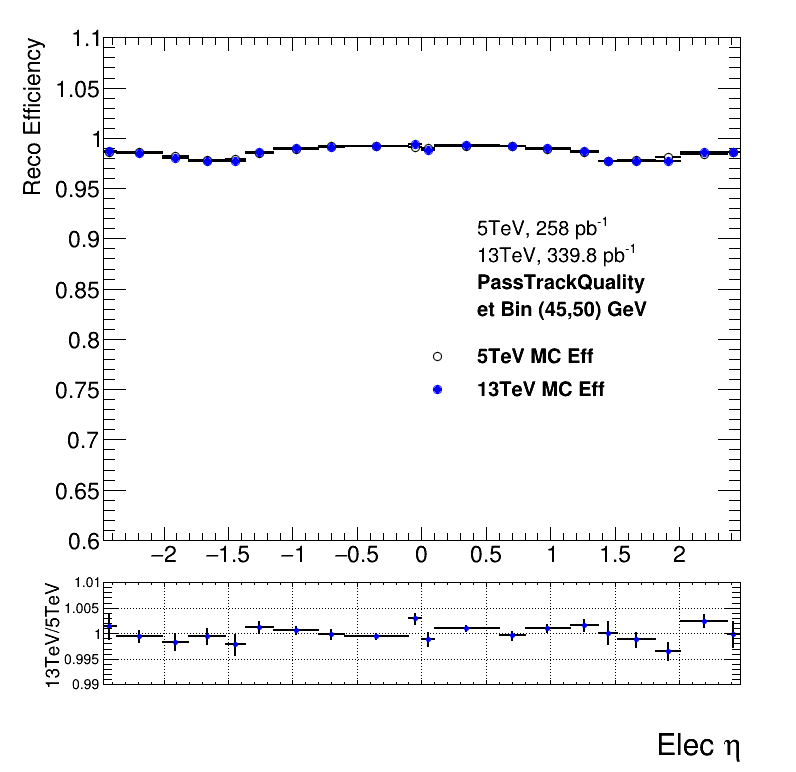 Reco Efficiency
1.1
1.05
1
0.95
0.9
0.85
0.8
0.75
0.7
0.65
0.6
5TeV, 258 pb⁻¹
13TeV, 339.8 pb⁻¹
PassTrackQuality
et Bin (45,50) GeV
5TeV MC Eff
13TeV MC Eff
−2 −1.5 −1 −0.5 0 0.5 1 1.5 2
13TeV/5TeV
1.01
1.005
1
0.995
0.99
Elec η